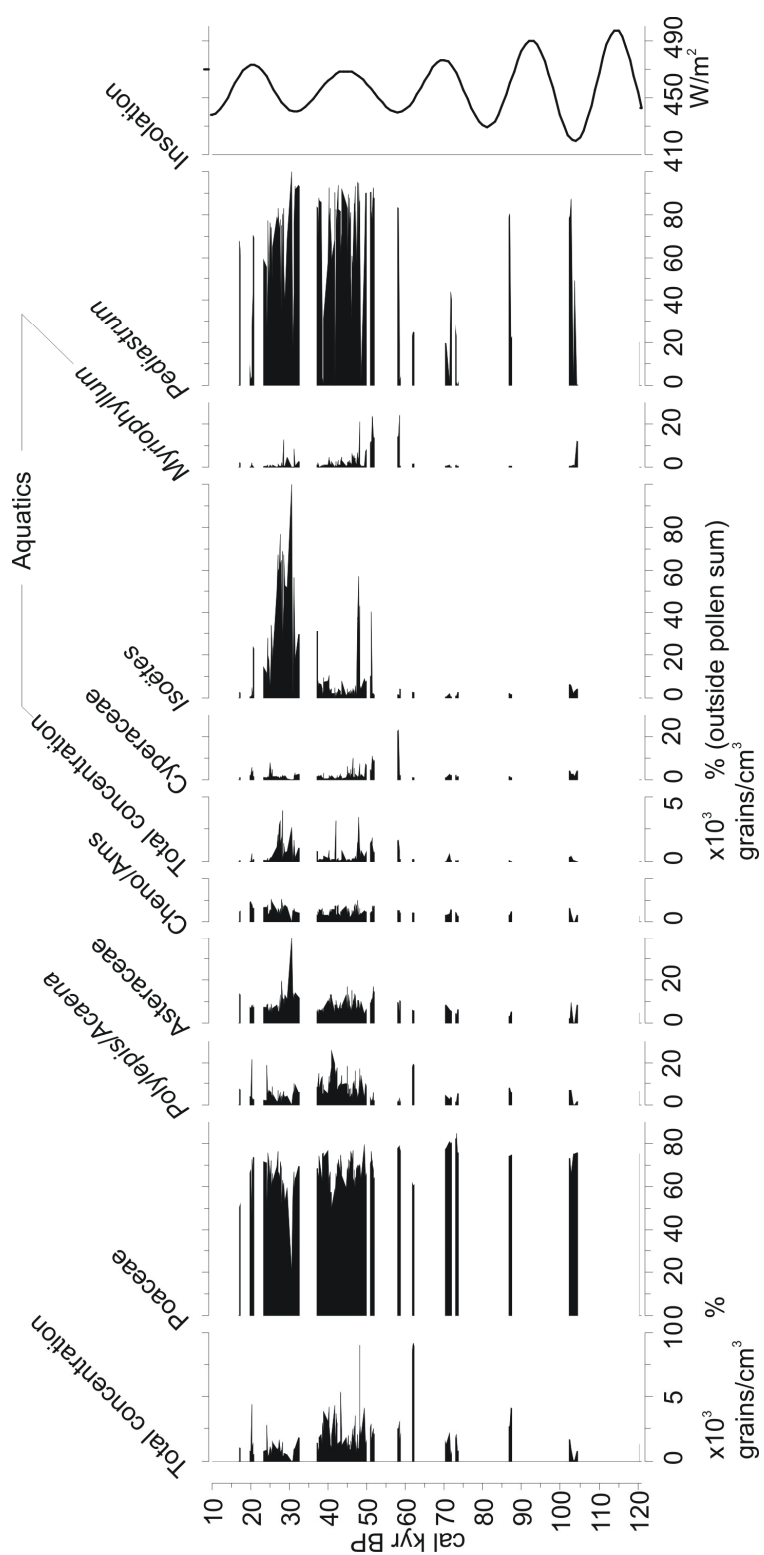 Aquatics
Total concentration
Poaceae
Polylepis/Acaena
Asteraceae
Cheno/Ams
Total concentration
Cyperaceae
Isoëtes
Myriophyllum
Pediastrum
Insolation
cal kyr BP
10
20
30
40
50
60
70
80
90
100
110
120
0 5 10
0 20 40 60 80
0 20
0 20
0
0 5
0 20
0 20 40 60 80
0 20
0 20 40 60 80
410 450 490
x10³
grains/cm³
%
x10³
grains/cm³
% (outside pollen sum)
W/m²